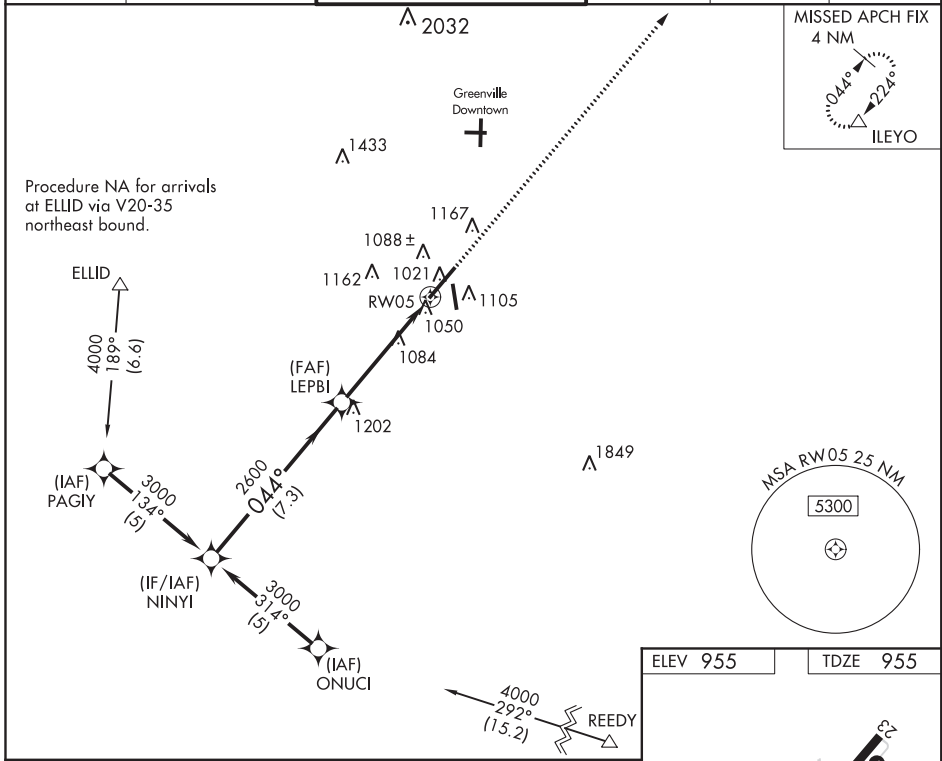 2032
MISSED APCH FIX
4 NM
044°
224°
ILEYO
Greenville
Downtown
1433
Procedure NA for arrivals
at ELLID via V20-35
northeast bound.
1167
1088 ±
1162
1021
RW05
1105
1050
1084
ELLID
4000
189°
(6.6)
(FAF)
LEPBI
1202
2600
044°
(7.3)
1849
(IAF)
PAGIY
3000
134°
(5)
MSA RW05 25 NM
5300
(IF/IAF)
NINYI
3000
314°
(5)
(IAF)
ONUCI
4000
292°
(15.2)
REEDY
ELEV 955
TDZE 955
23